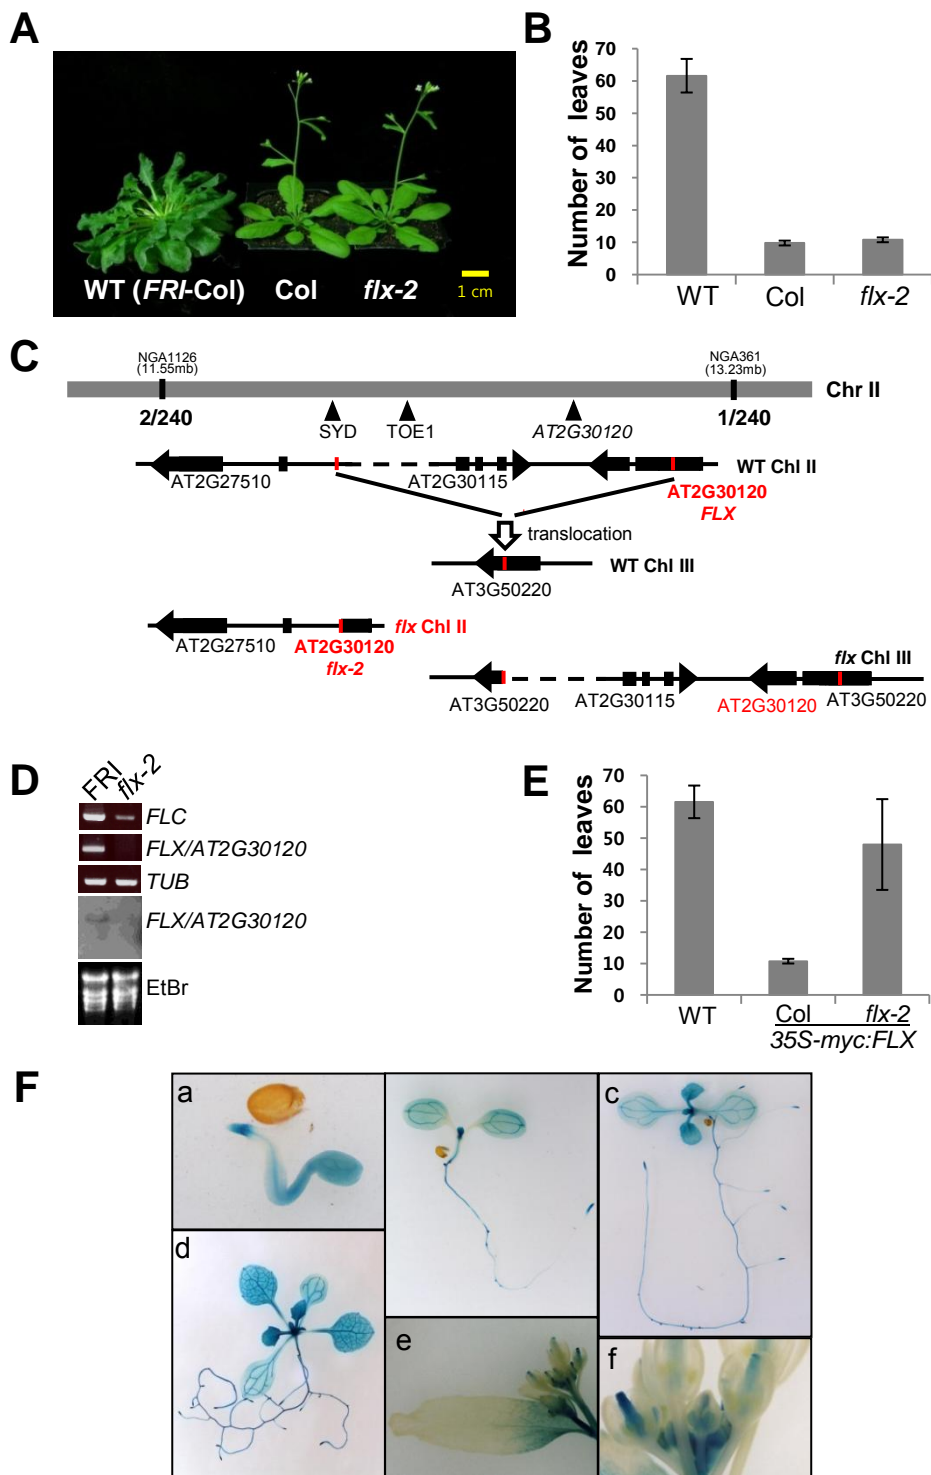 A
WT (FRI-Col) Col flx-2
1 cm
B
Number of leaves
70
60
50
40
30
20
10
0
WT Col flx-2
C
NGA1126
(11.55mb)
NGA361
(13.23mb)
Chr II
2/240
1/240
SYD TOE1 AT2G30120
WT Chl II
AT2G27510 AT2G30115 AT2G30120
FLX
translocation
WT Chl III
AT3G50220
flx Chl II
AT2G27510 AT2G30120
flx-2
flx Chl III
AT3G50220 AT2G30115 AT2G30120 AT3G50220
D
FRI flx-2
FLC
FLX/AT2G30120
TUB
FLX/AT2G30120
EtBr
E
Number of leaves
70
60
50
40
30
20
10
0
WT Col flx-2
35S-myc:FLX
F
a
c
d
e
f